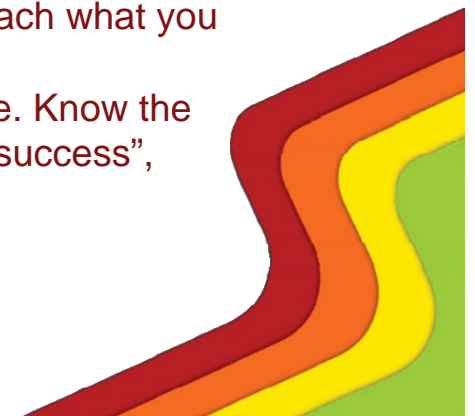 ach what you
e. Know the
success”,